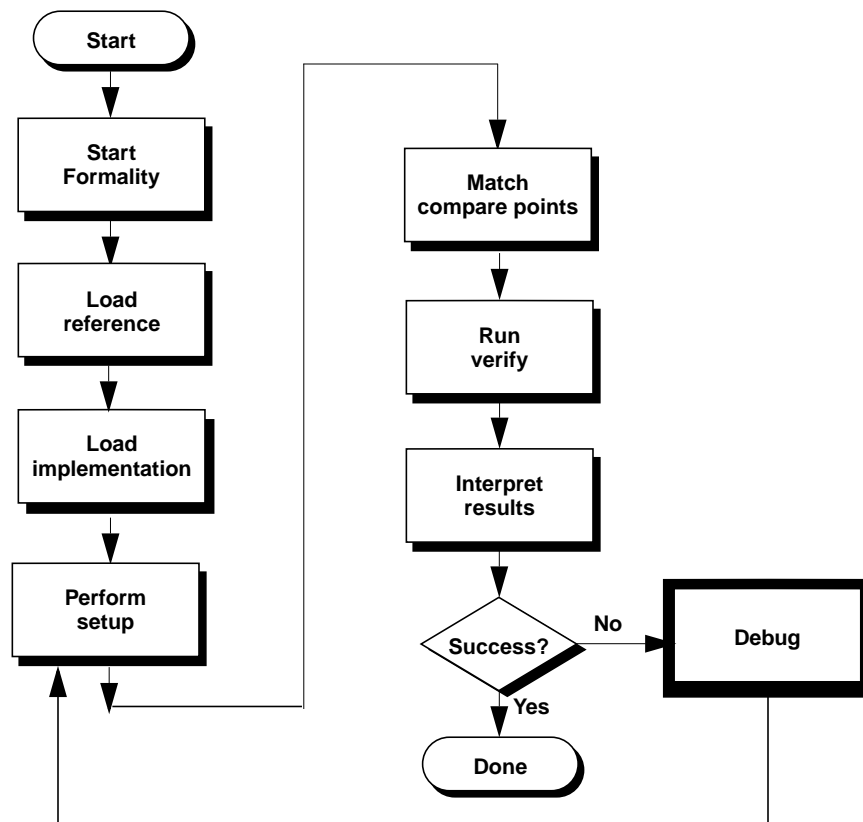 Start
Start
Formality
Load
reference
Load
implementation
Perform
setup
Match
compare points
Run
verify
Interpret
results
Success?
No
Debug
Yes
Done